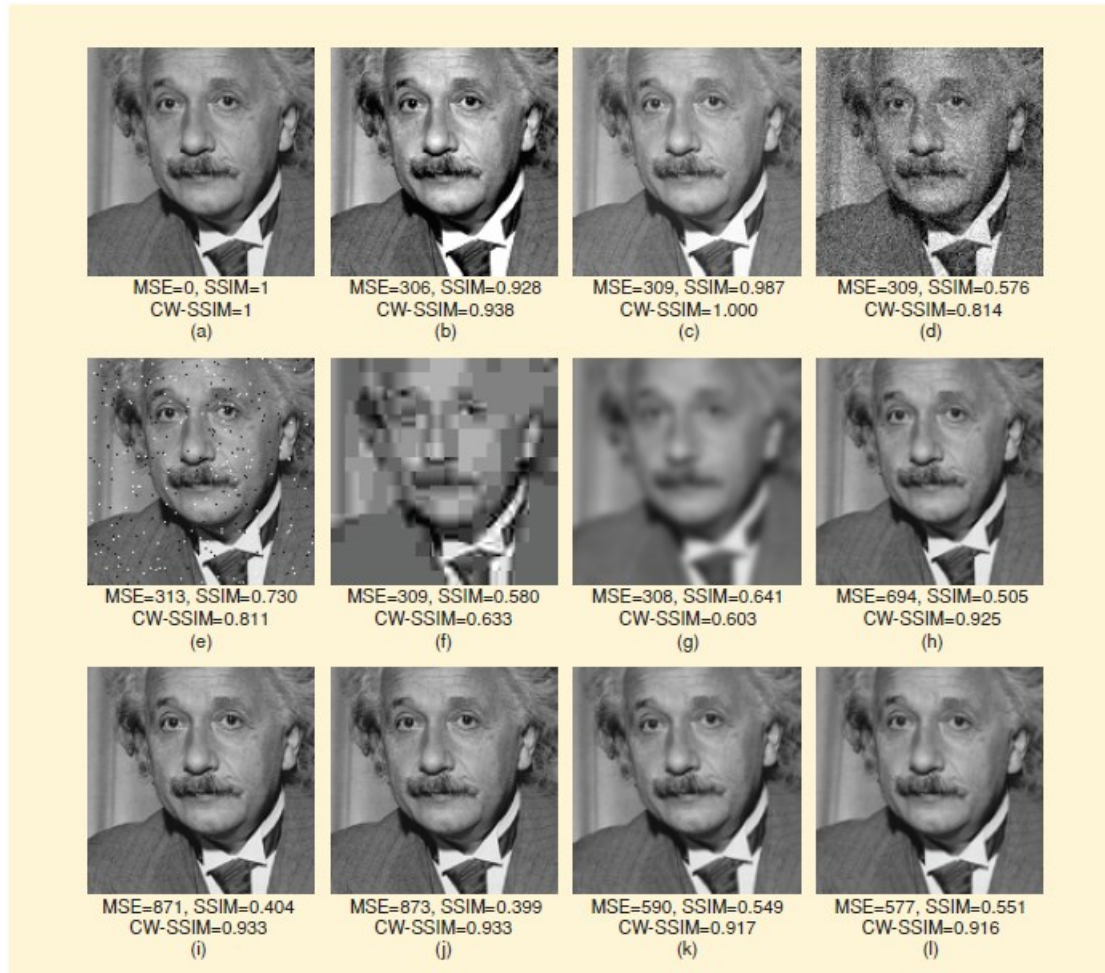 MSE=0, SSIM=1
CW-SSIM=1
(a)
MSE=306, SSIM=0.928
CW-SSIM=0.938
(b)
MSE=309, SSIM=0.987
CW-SSIM=1.000
(c)
MSE=309, SSIM=0.576
CW-SSIM=0.814
(d)
MSE=313, SSIM=0.730
CW-SSIM=0.811
(e)
MSE=309, SSIM=0.580
CW-SSIM=0.633
(f)
MSE=308, SSIM=0.641
CW-SSIM=0.603
(g)
MSE=694, SSIM=0.505
CW-SSIM=0.925
(h)
MSE=871, SSIM=0.404
CW-SSIM=0.933
(i)
MSE=873, SSIM=0.399
CW-SSIM=0.933
(j)
MSE=590, SSIM=0.549
CW-SSIM=0.917
(k)
MSE=577, SSIM=0.551
CW-SSIM=0.916
(l)